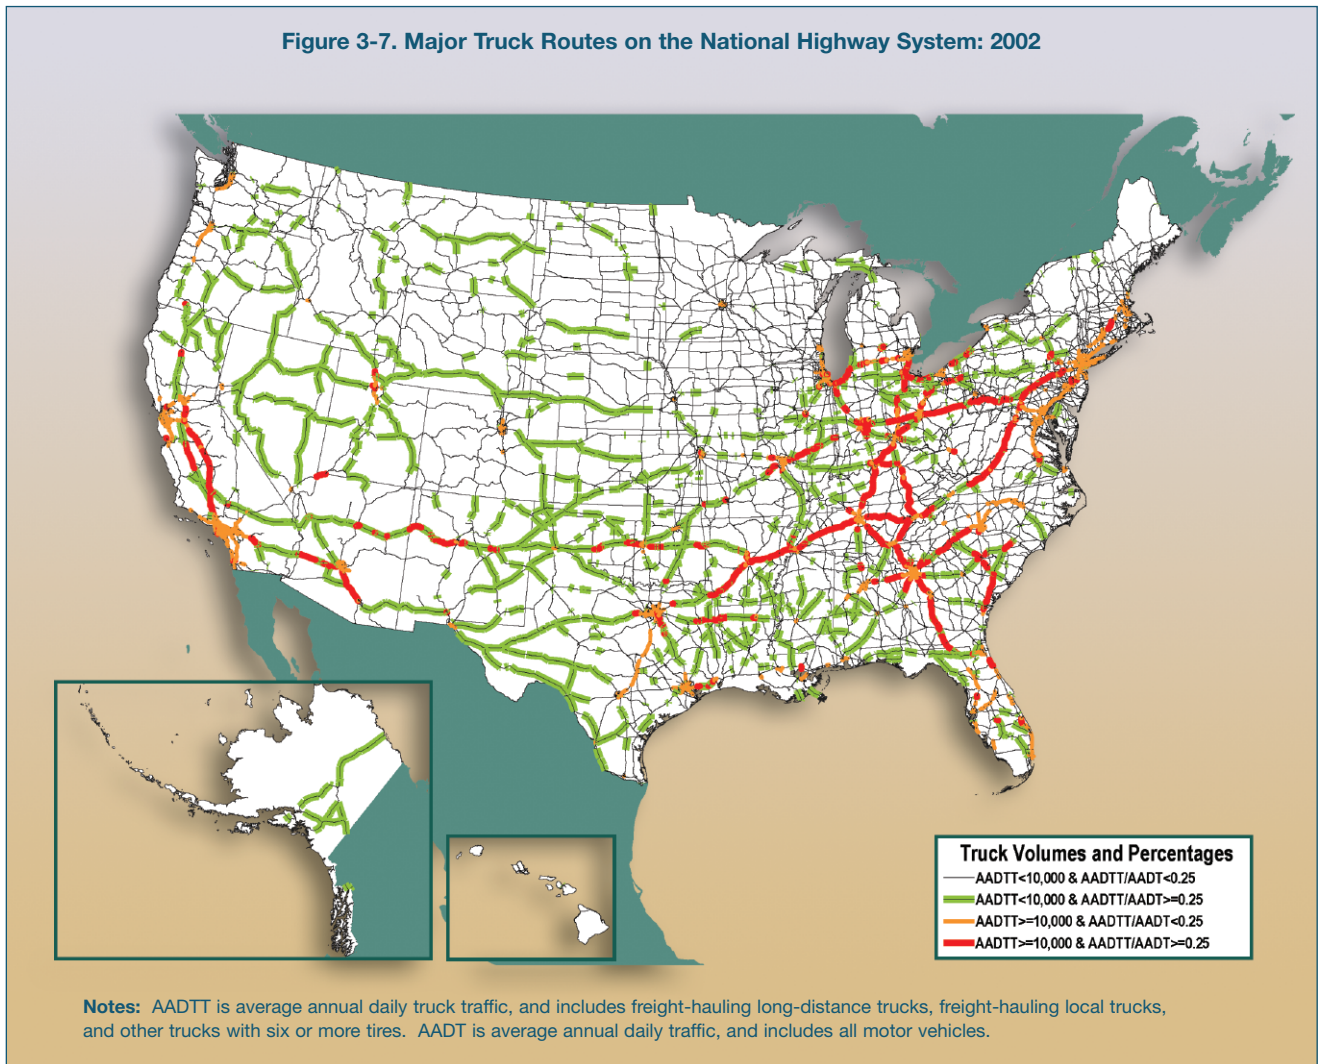 Figure 3-7. Major Truck Routes on the National Highway System: 2002
Truck Volumes and Percentages
AADTT<10,000 & AADTT/AADT<0.25
AADTT<10,000 & AADTT/AADT>=0.25
AADTT>=10,000 & AADTT/AADT<0.25
AADTT>=10,000 & AADTT/AADT>=0.25
Notes: AADTT is average annual daily truck traffic, and includes freight-hauling long-distance trucks, freight-hauling local trucks,
and other trucks with six or more tires. AADT is average annual daily traffic, and includes all motor vehicles.